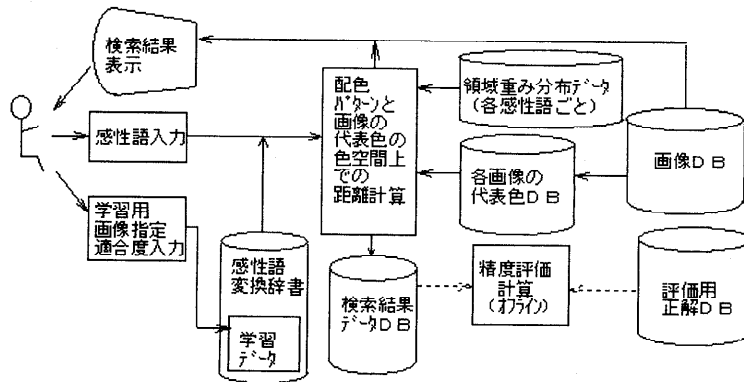 検索結果
表示
感性語入力
学習用
画像指定
適合度入力
感性語
変換辞書
学習
データ
配色
パターンと
画像の
代表色の
色空間上
での
距離計算
領域重み分布データ
(各感性語ごと)
各画像の
代表色DB
画像DB
検索結果
データDB
精度評価
計算
(オフライン)
評価用
正解DB